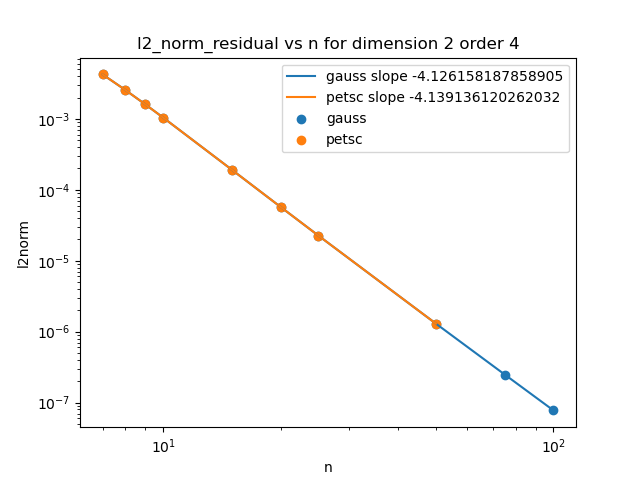 l2_norm_residual vs n for dimension 2 order 4
gauss slope -4.126158187858905
petsc slope -4.139136120262032
gauss
petsc
l2norm
10⁻³
10⁻⁴
10⁻⁵
10⁻⁶
10⁻⁷
10¹
10²
n